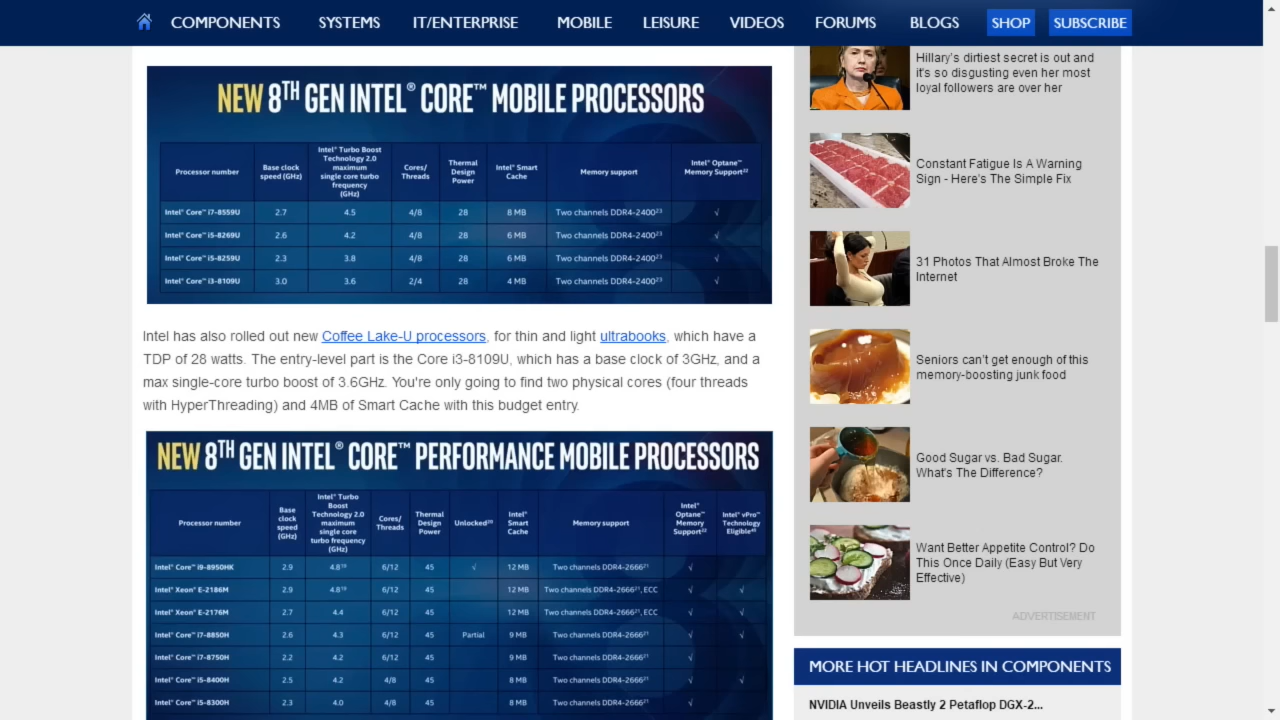 COMPONENTS SYSTEMS IT/ENTERPRISE MOBILE LEISURE VIDEOS FORUMS BLOGS SHOP SUBSCRIBE
NEW 8TH GEN INTEL® CORE™ MOBILE PROCESSORS
Processor number
Base clock
speed (GHz)
Intel® Turbo Boost
Technology 2.0
maximum
single core turbo
frequency
(GHz)
Cores/
Threads
Thermal
Design
Power
Intel® Smart
Cache
Memory support
Intel® Optane™
Memory Support²²
Intel® Core™ i7-8559U 2.7 4.5 4/8 28 8 MB Two channels DDR4-2400²³ √
Intel® Core™ i5-8269U 2.6 4.2 4/8 28 6 MB Two channels DDR4-2400²³ √
Intel® Core™ i5-8259U 2.3 3.8 4/8 28 6 MB Two channels DDR4-2400²³ √
Intel® Core™ i3-8109U 3.0 3.6 2/4 28 4 MB Two channels DDR4-2400²³ √
Intel has also rolled out new Coffee Lake-U processors, for thin and light ultrabooks, which have a
TDP of 28 watts. The entry-level part is the Core i3-8109U, which has a base clock of 3GHz, and a
max single-core turbo boost of 3.6GHz. You're only going to find two physical cores (four threads
with HyperThreading) and 4MB of Smart Cache with this budget entry.
NEW 8TH GEN INTEL® CORE™ PERFORMANCE MOBILE PROCESSORS
Processor number
Base
clock
speed
(GHz)
Intel® Turbo
Boost
Technology 2.0
maximum
single core
turbo frequency
(GHz)
Cores/
Threads
Thermal
Design
Power
Unlocked²⁰
Intel®
Smart
Cache
Memory support
Intel®
Optane™
Memory
Support²²
Intel® vPro™
Technology
Eligible⁴⁵
Intel® Core™ i9-8950HK 2.9 4.8¹⁹ 6/12 45 √ 12 MB Two channels DDR4-2666²¹ √
Intel® Xeon® E-2186M 2.9 4.8¹⁹ 6/12 45 12 MB Two channels DDR4-2666²¹, ECC √ √
Intel® Xeon® E-2176M 2.7 4.4 6/12 45 12 MB Two channels DDR4-2666²¹, ECC √ √
Intel® Core™ i7-8850H 2.6 4.3 6/12 45 Partial 9 MB Two channels DDR4-2666²¹ √ √
Intel® Core™ i7-8750H 2.2 4.2 6/12 45 9 MB Two channels DDR4-2666²¹ √
Intel® Core™ i5-8400H 2.5 4.2 4/8 45 8 MB Two channels DDR4-2666²¹ √ √
Intel® Core™ i5-8300H 2.3 4.0 4/8 45 8 MB Two channels DDR4-2666²¹ √
Hillary's dirtiest secret is out and
it's so disgusting even her most
loyal followers are over her
Constant Fatigue Is A Warning
Sign - Here's The Simple Fix
31 Photos That Almost Broke The
Internet
Seniors can't get enough of this
memory-boosting junk food
Good Sugar vs. Bad Sugar.
What's The Difference?
Want Better Appetite Control? Do
This Once Daily (Easy But Very
Effective)
ADVERTISEMENT
MORE HOT HEADLINES IN COMPONENTS
NVIDIA Unveils Beastly 2 Petaflop DGX-2...